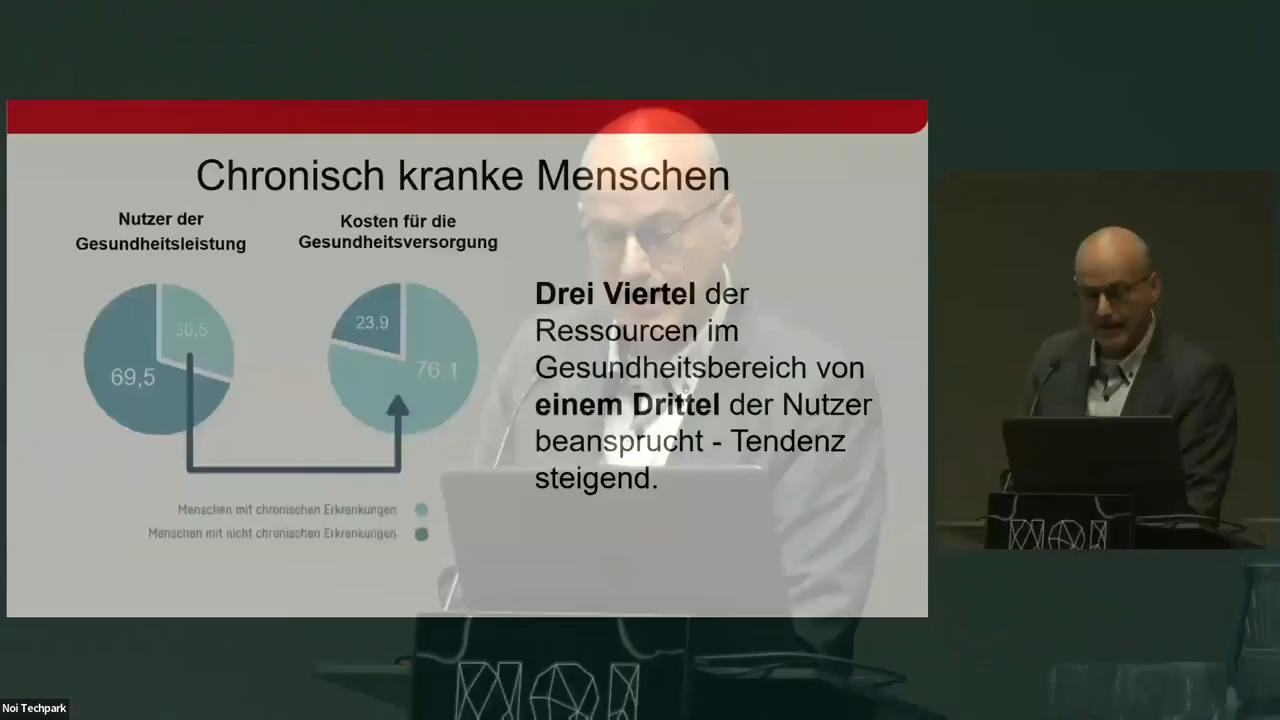 Chronisch kranke Menschen
Nutzer der
Gesundheitsleistung
Kosten für die
Gesundheitsversorgung
30,5
69,5
23,9
76,1
Drei Viertel der
Ressourcen im
Gesundheitsbereich von
einem Drittel der Nutzer
beansprucht - Tendenz
steigend.
Menschen mit chronischen Erkrankungen
Menschen mit nicht chronischen Erkrankungen
NOI
NOI
Noi Techpark